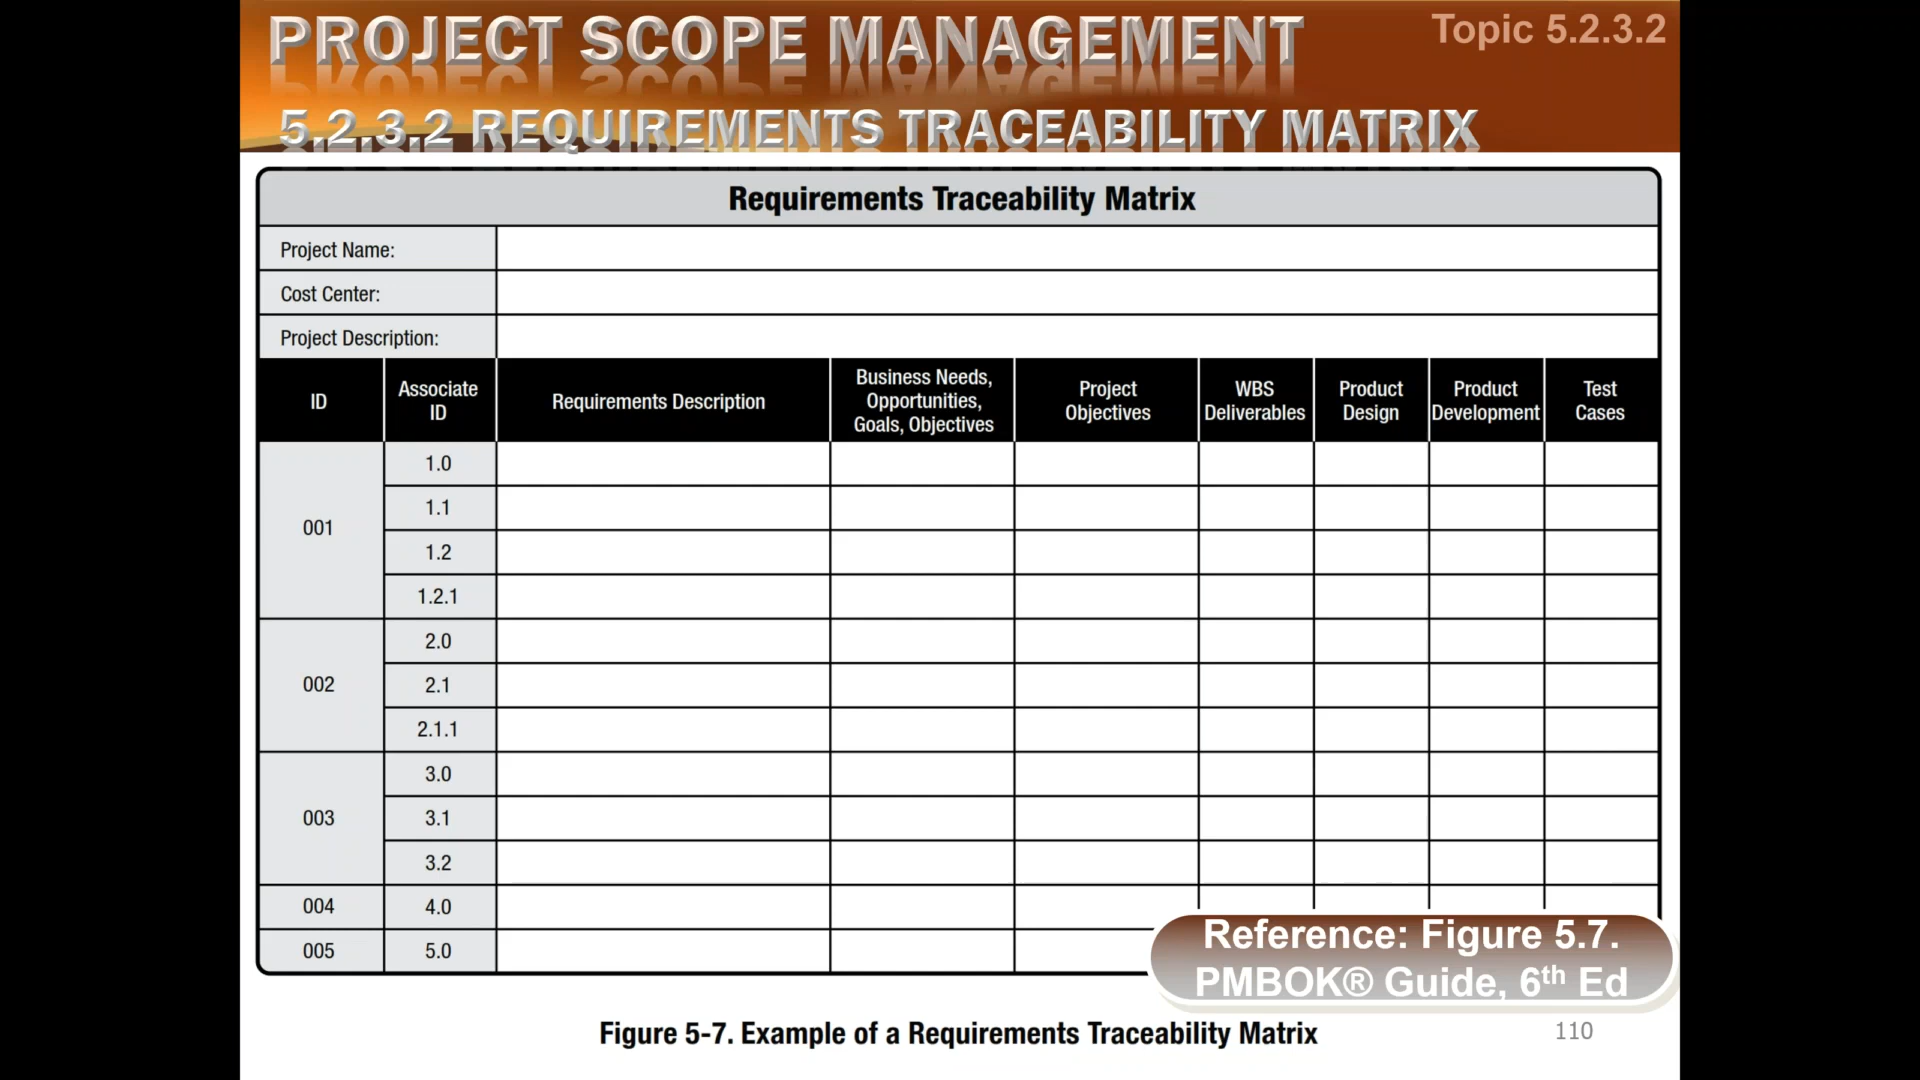 PROJECT SCOPE MANAGEMENT
Topic 5.2.3.2
5.2.3.2 REQUIREMENTS TRACEABILITY MATRIX
Requirements Traceability Matrix
Project Name:
Cost Center:
Project Description:
ID
Associate
ID
Requirements Description
Business Needs,
Opportunities,
Goals, Objectives
Project
Objectives
WBS
Deliverables
Product
Design
Product
Development
Test
Cases
001
1.0
1.1
1.2
1.2.1
002
2.0
2.1
2.1.1
003
3.0
3.1
3.2
004
4.0
005
5.0
Reference: Figure 5.7.
PMBOK® Guide, 6th Ed
Figure 5-7. Example of a Requirements Traceability Matrix
110